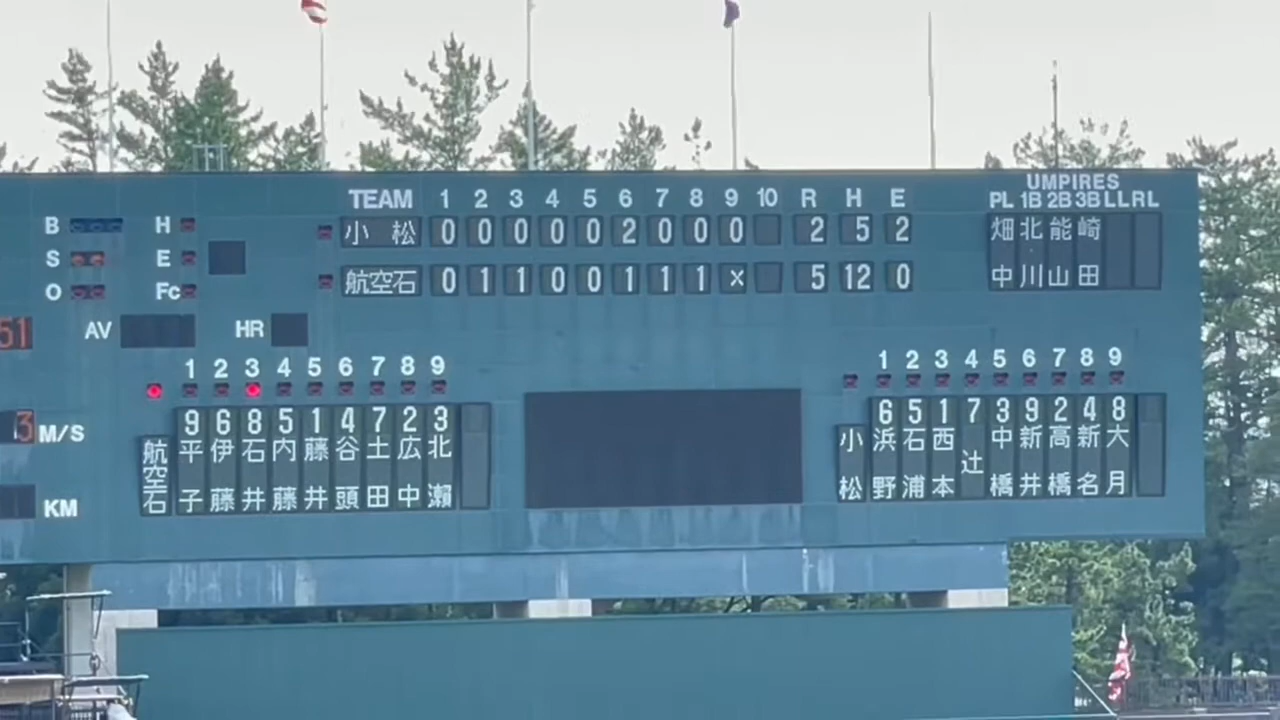 TEAM 1 2 3 4 5 6 7 8 9 10 R H E
小松 0 0 0 0 0 2 0 0 0 2 5 2
航空石 0 1 1 0 0 1 1 1 x 5 12 0
UMPIRES
PL 1B 2B 3B LL RL
畑中 北川 能山 崎田
B H
S E
O Fc
51 AV HR
3 M/S
KM
1 2 3 4 5 6 7 8 9
9 6 8 5 1 4 7 2 3
航空石 平子 伊藤 石井 内藤 藤井 谷頭 土田 広中 北瀬
1 2 3 4 5 6 7 8 9
6 5 1 7 3 9 2 4 8
小松 浜野 石浦 西本 辻 中橋 新井 高橋 新名 大月